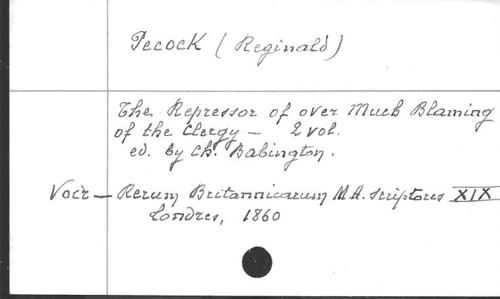 Pecock (Reginald)
The Repressor of over Much Blaming
of the Clergy - 2 vol.
ed. by Ch. Babington.
Voir - Rerum Britannicarum M.A. scriptores XIX
Londres, 1860